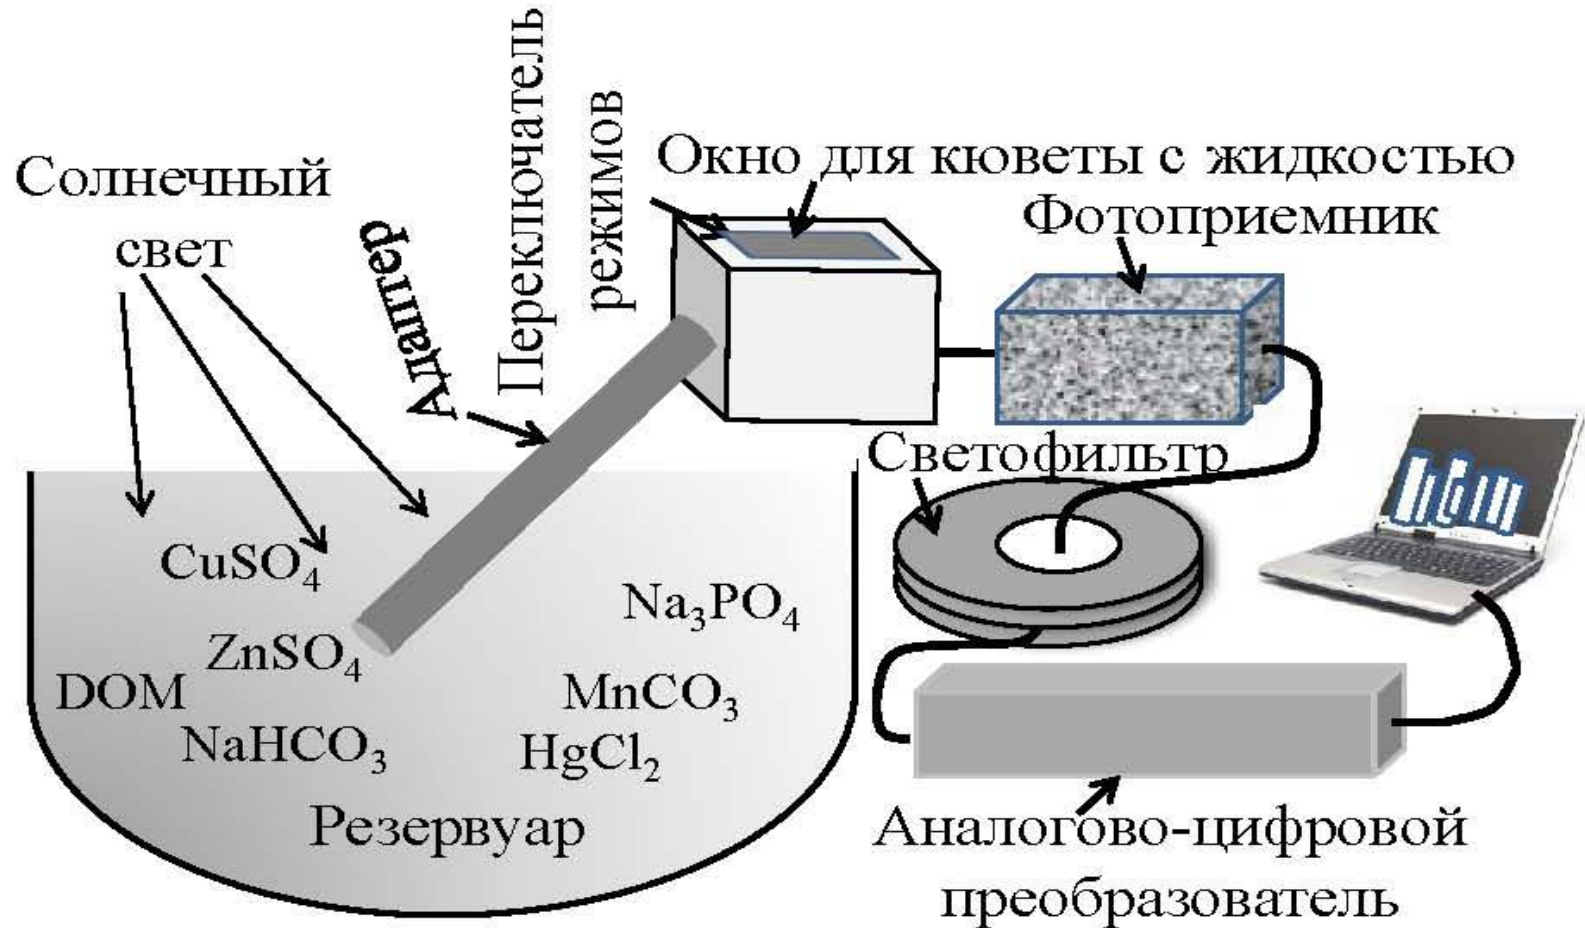 Солнечный
свет
Адаптер
Переключатель
режимов
Окно для кюветы с жидкостью
Фотоприемник
Светофильтр
CuSO₄
ZnSO₄
Na₃PO₄
DOM
MnCO₃
NaHCO₃
HgCl₂
Резервуар
Аналогово-цифровой
преобразователь